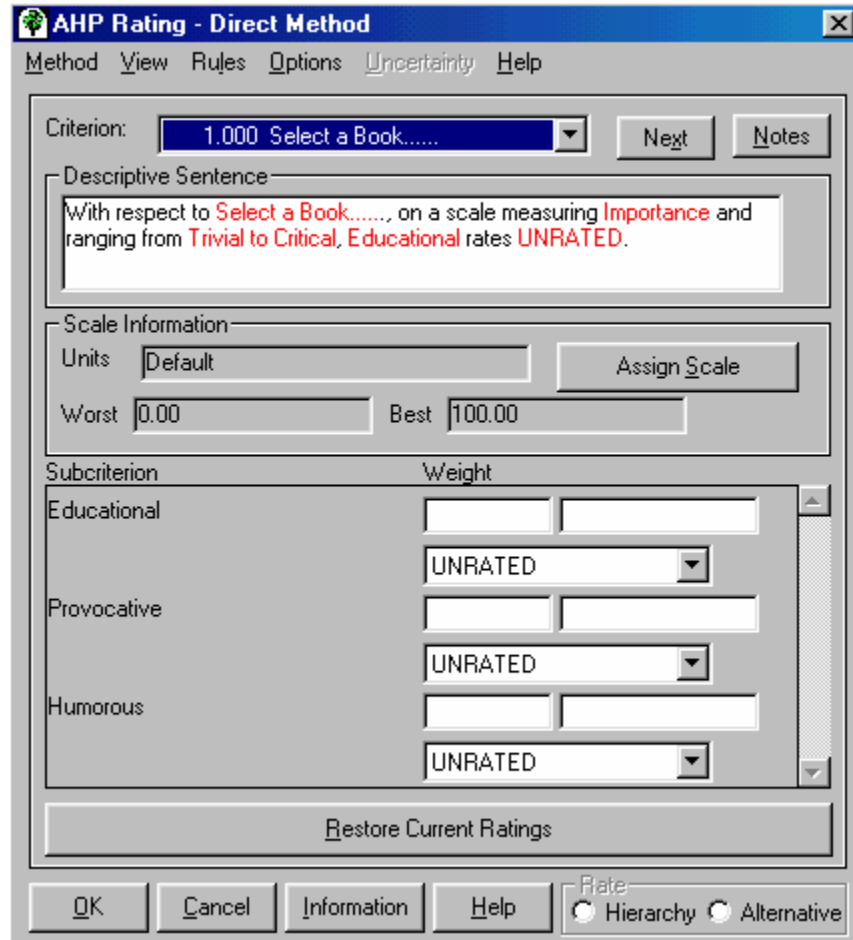 AHP Rating - Direct Method
Method View Rules Options Uncertainty Help
Criterion: 1.000 Select a Book...... Next Notes
Descriptive Sentence
With respect to Select a Book......, on a scale measuring Importance and
ranging from Trivial to Critical, Educational rates UNRATED.
Scale Information
Units Default Assign Scale
Worst 0.00 Best 100.00
Subcriterion Weight
Educational
UNRATED
Provocative
UNRATED
Humorous
UNRATED
Restore Current Ratings
Rate
OK Cancel Information Help Hierarchy Alternative